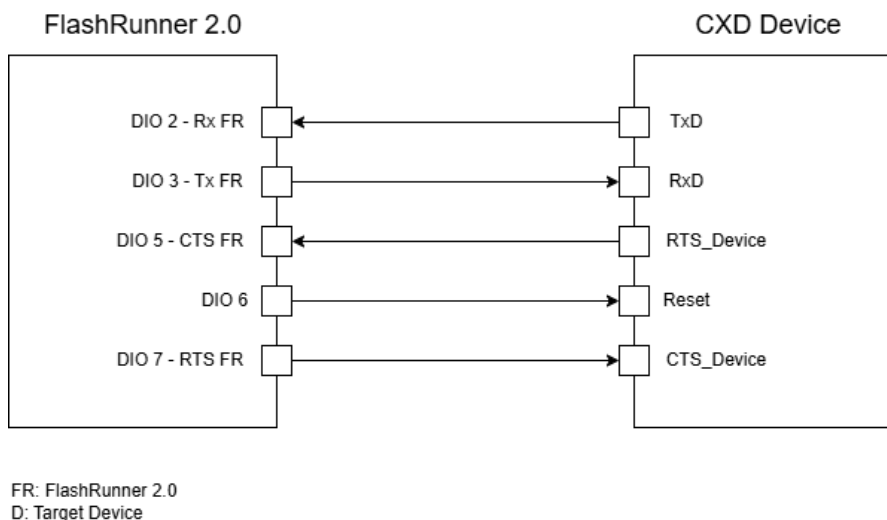 FlashRunner 2.0
CXD Device
DIO 2 - Rx FR
TxD
DIO 3 - Tx FR
RxD
DIO 5 - CTS FR
RTS_Device
DIO 6
Reset
DIO 7 - RTS FR
CTS_Device
FR: FlashRunner 2.0
D: Target Device